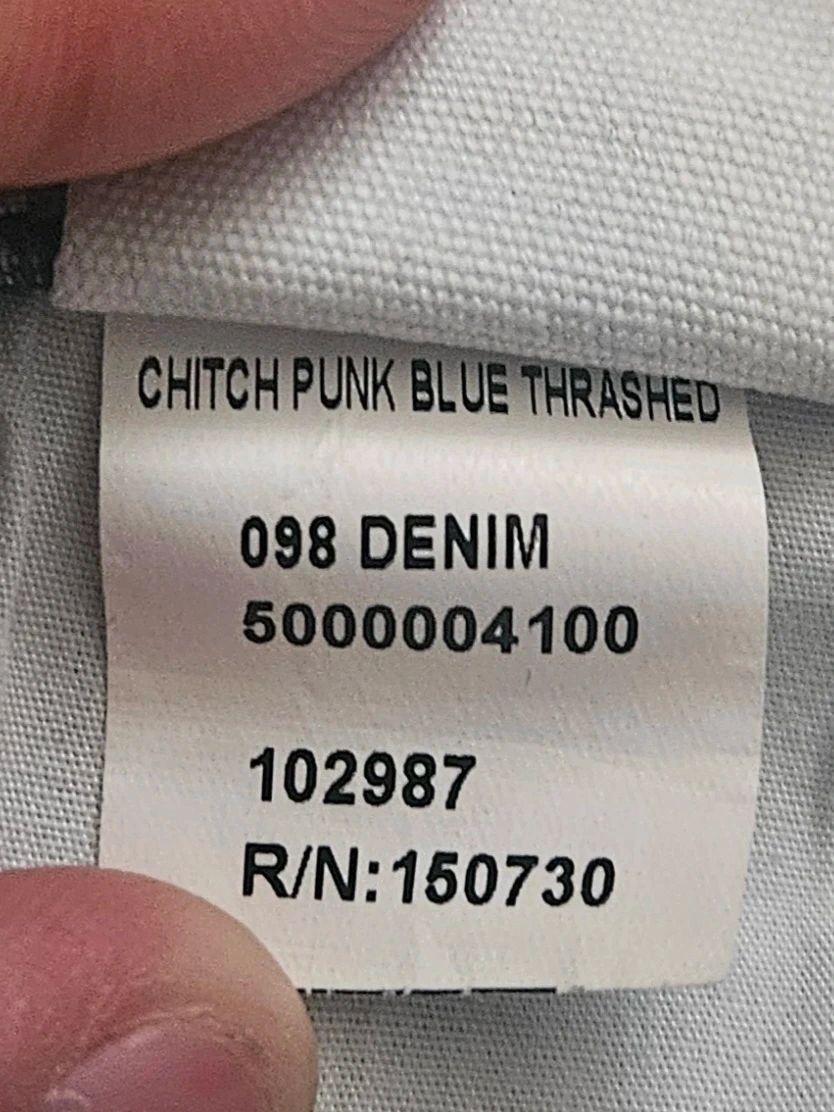 CHITCH PUNK BLUE THRASHED
098 DENIM
5000004100
102987
R/N:150730